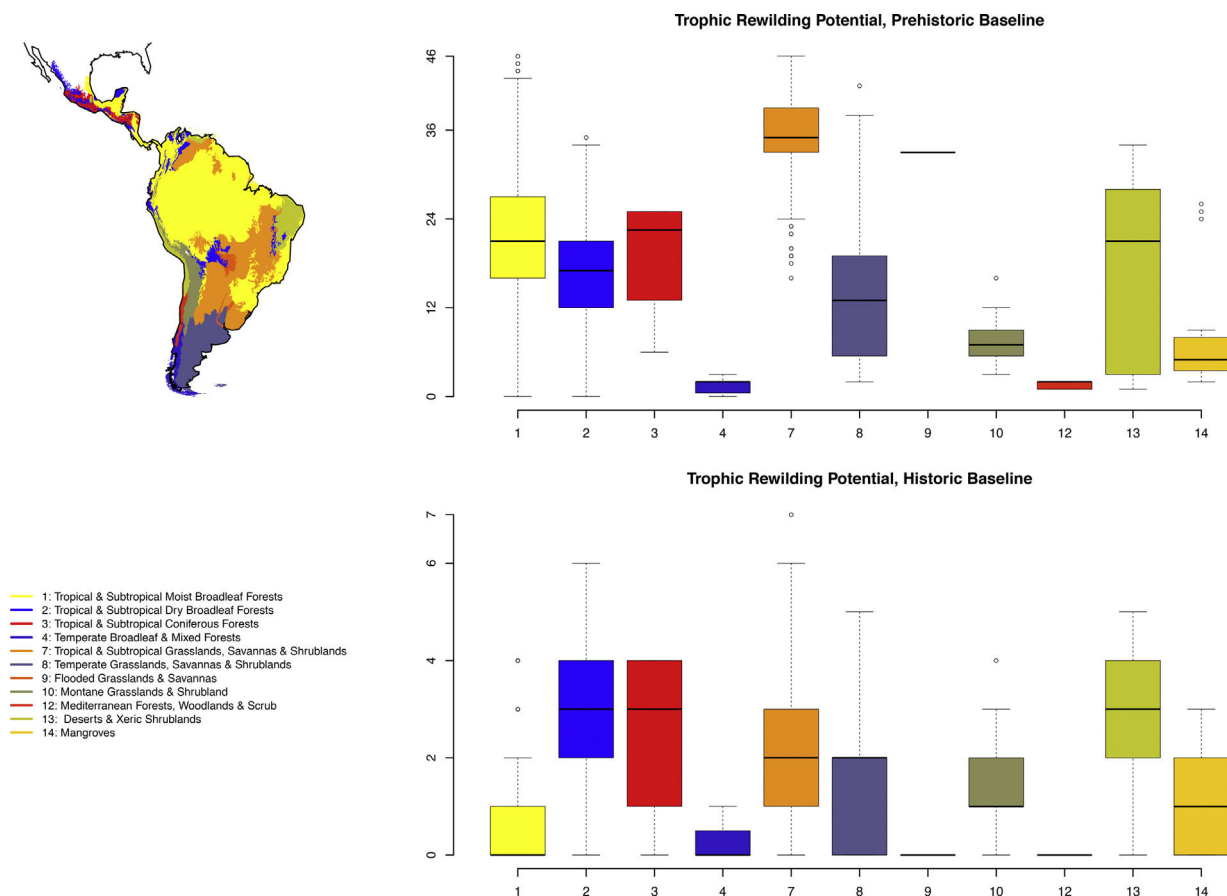 Trophic Rewilding Potential, Prehistoric Baseline
46
36
24
12
0
1 2 3 4 7 8 9 10 12 13 14
Trophic Rewilding Potential, Historic Baseline
7
6
4
2
0
1 2 3 4 7 8 9 10 12 13 14
1: Tropical & Subtropical Moist Broadleaf Forests
2: Tropical & Subtropical Dry Broadleaf Forests
3: Tropical & Subtropical Coniferous Forests
4: Temperate Broadleaf & Mixed Forests
7: Tropical & Subtropical Grasslands, Savannas & Shrublands
8: Temperate Grasslands, Savannas & Shrublands
9: Flooded Grasslands & Savannas
10: Montane Grasslands & Shrubland
12: Mediterranean Forests, Woodlands & Scrub
13: Deserts & Xeric Shrublands
14: Mangroves